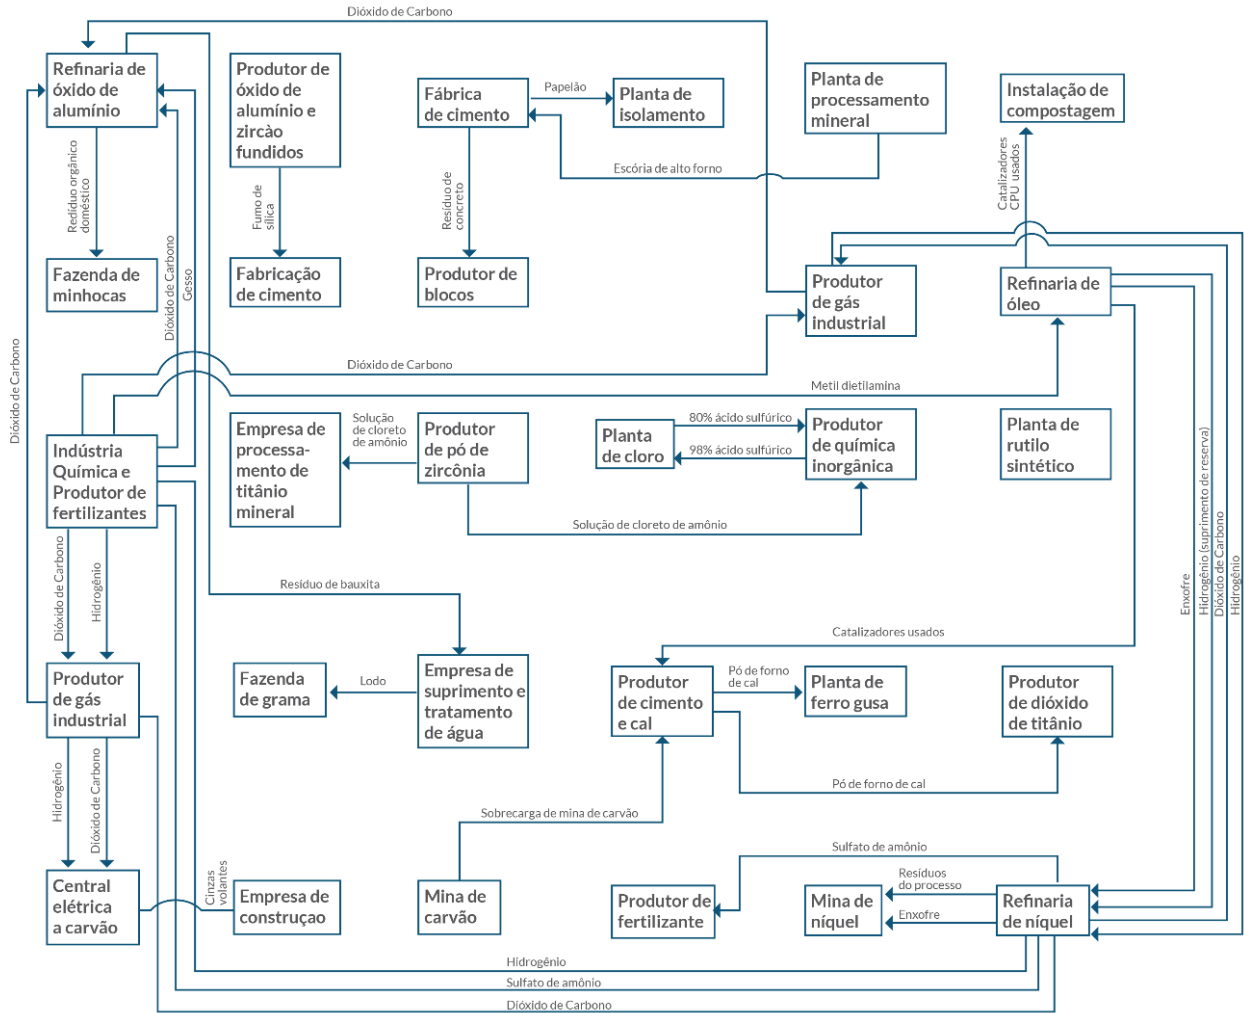 Dióxido de Carbono
Refinaria de
óxido de
alumínio
Produtor de
óxido de
alumínio e
zircào
fundidos
Fábrica
de cimento
Papelão
Planta de
isolamento
Planta de
processamento
mineral
Instalação de
compostagem
Escória de alto forno
Redíduo orgânico
doméstico
Fumo de
sílica
Resíduo de
concreto
Catalizadores
CPU usados
Dióxido de Carbono
Gesso
Fazenda de
minhocas
Fabricação
de cimento
Produtor de
blocos
Produtor
de gás
industrial
Refinaria de
óleo
Dióxido de Carbono
Dióxido de Carbono
Metil dietilamina
Indústria
Química e
Produtor de
fertilizantes
Empresa de
processa-
mento de
titânio
mineral
Solução
de cloreto
de amônio
Produtor
de pó de
zircônia
Planta
de cloro
80% ácido sulfúrico
98% ácido sulfúrico
Produtor
de química
inorgânica
Planta de
rutilo
sintético
Solução de cloreto de amônio
Dióxido de Carbono
Hidrogênio
Resíduo de bauxita
Enxofre
Hidrogênio (suprimento de reserva)
Dióxido de Carbono
Hidrogênio
Catalizadores usados
Produtor
de gás
industrial
Fazenda
de grama
Lodo
Empresa de
suprimento e
tratamento
de água
Produtor
de cimento
e cal
Pó de forno
de cal
Planta de
ferro gusa
Produtor
de dióxido
de titânio
Hidrogênio
Dióxido de Carbono
Pó de forno de cal
Sobrecarga de mina de carvão
Sulfato de amônio
Central
elétrica
a carvão
Cinzas
volantes
Empresa de
construçao
Mina de
carvão
Produtor de
fertilizante
Mina de
níquel
Resíduos
do processo
Enxofre
Refinaria
de níquel
Hidrogênio
Sulfato de amônio
Dióxido de Carbono